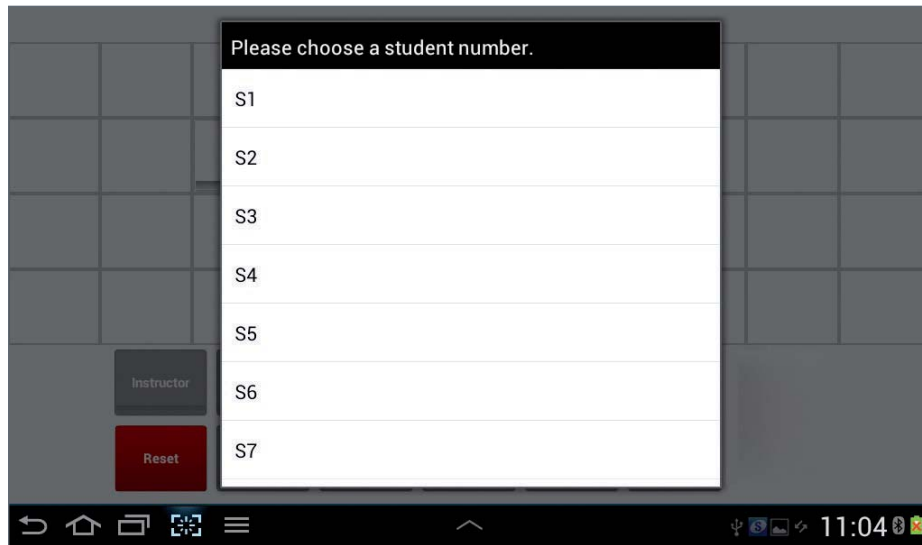 Please choose a student number.
S1
S2
S3
S4
S5
S6
S7
Instructor
Reset
11:04